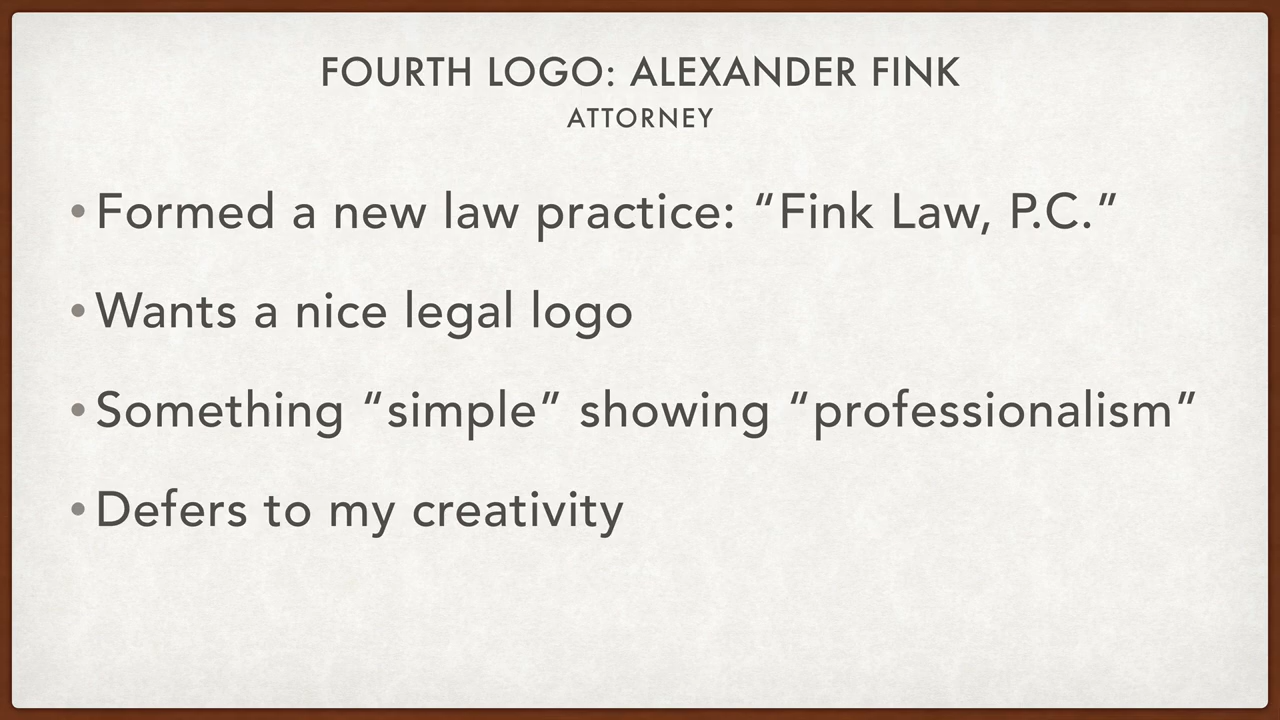 FOURTH LOGO: ALEXANDER FINK
ATTORNEY
• Formed a new law practice: “Fink Law, P.C.”
• Wants a nice legal logo
• Something “simple” showing “professionalism”
• Defers to my creativity